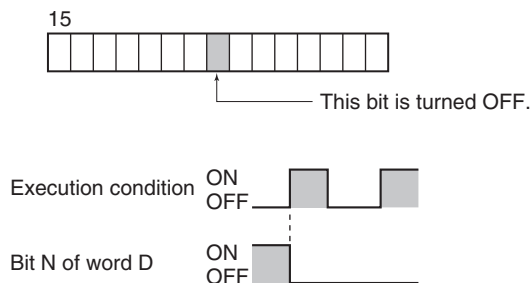 15
This bit is turned OFF.
Execution condition
ON
OFF
Bit N of word D
ON
OFF